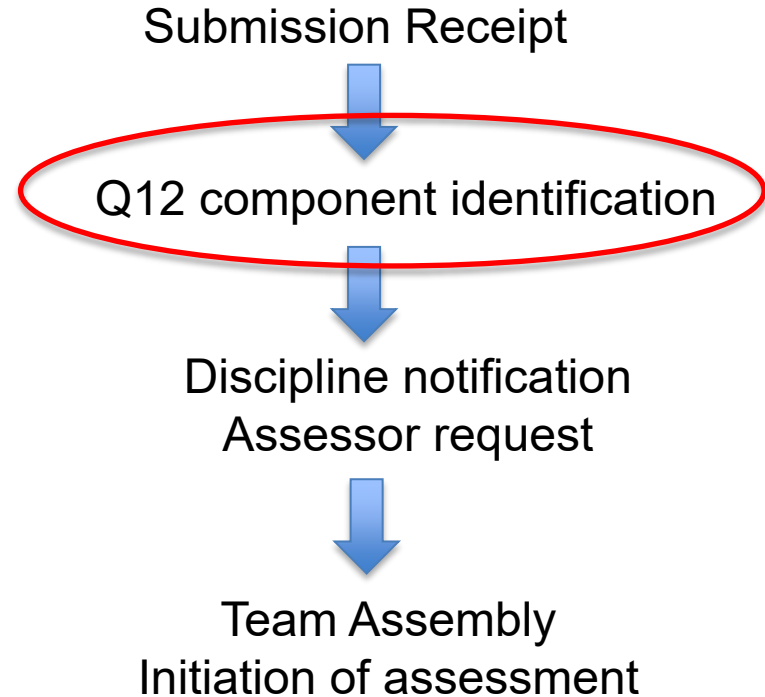 Submission Receipt
Q12 component identification
Discipline notification
Assessor request
Team Assembly
Initiation of assessment